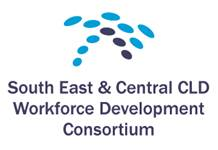 South East & Central CLD
Workforce Development
Consortium